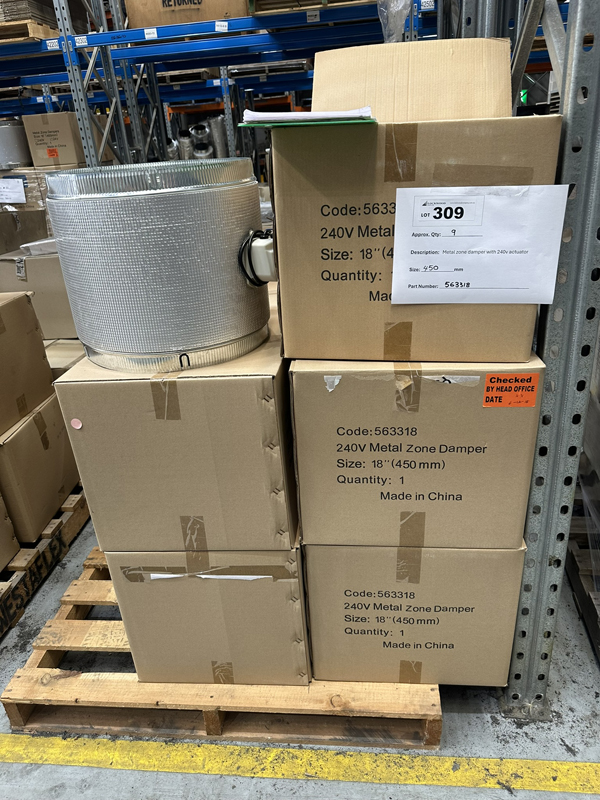 RETURNED
LOT 309
Approx. Qty: 9
Description: Metal zone damper with 240v actuator
Size: 450 mm
Part Number: 563318
Code:5633
240V Metal
Size: 18"(4
Quantity:
Mad
Checked
BY HEAD OFFICE
DATE
Code:563318
240V Metal Zone Damper
Size: 18"(450mm)
Quantity: 1
Made in China
Code:563318
240V Metal Zone Damper
Size: 18"(450mm)
Quantity: 1
Made in China